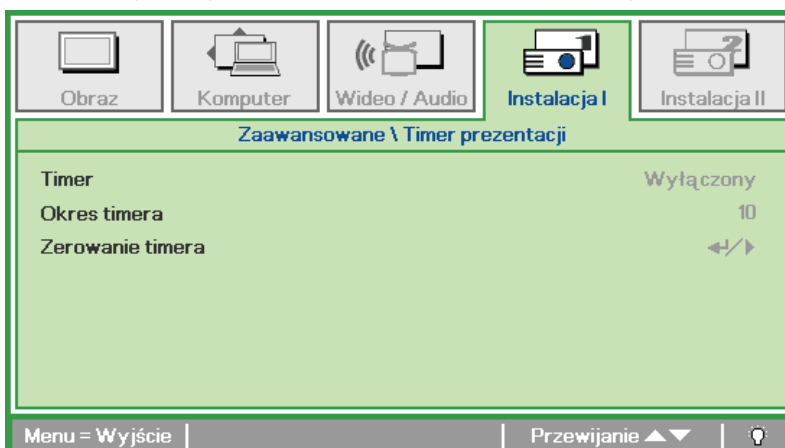 Obraz
Komputer
Wideo / Audio
Instalacja I
Instalacja II
Zaawansowane \ Timer prezentacji
Timer Wyłączony
Okres timera 10
Zerowanie timera ↵/▶
Menu = Wyjście | | Przewijanie ▲▼ |